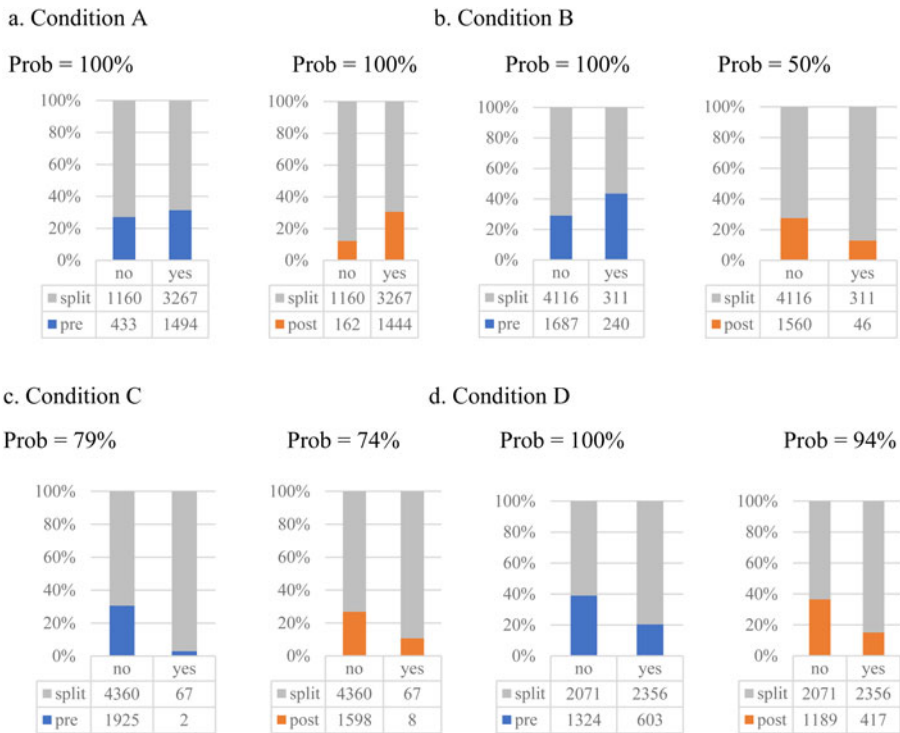 a. Condition A
b. Condition B
Prob = 100%
Prob = 100%
Prob = 100%
Prob = 50%
100%
80%
60%
40%
20%
0%
no yes
split 1160 3267
pre 433 1494
100%
80%
60%
40%
20%
0%
no yes
split 1160 3267
post 162 1444
100%
80%
60%
40%
20%
0%
no yes
split 4116 311
pre 1687 240
100%
80%
60%
40%
20%
0%
no yes
split 4116 311
post 1560 46
c. Condition C
d. Condition D
Prob = 79%
Prob = 74%
Prob = 100%
Prob = 94%
100%
80%
60%
40%
20%
0%
no yes
split 4360 67
pre 1925 2
100%
80%
60%
40%
20%
0%
no yes
split 4360 67
post 1598 8
100%
80%
60%
40%
20%
0%
no yes
split 2071 2356
pre 1324 603
100%
80%
60%
40%
20%
0%
no yes
split 2071 2356
post 1189 417